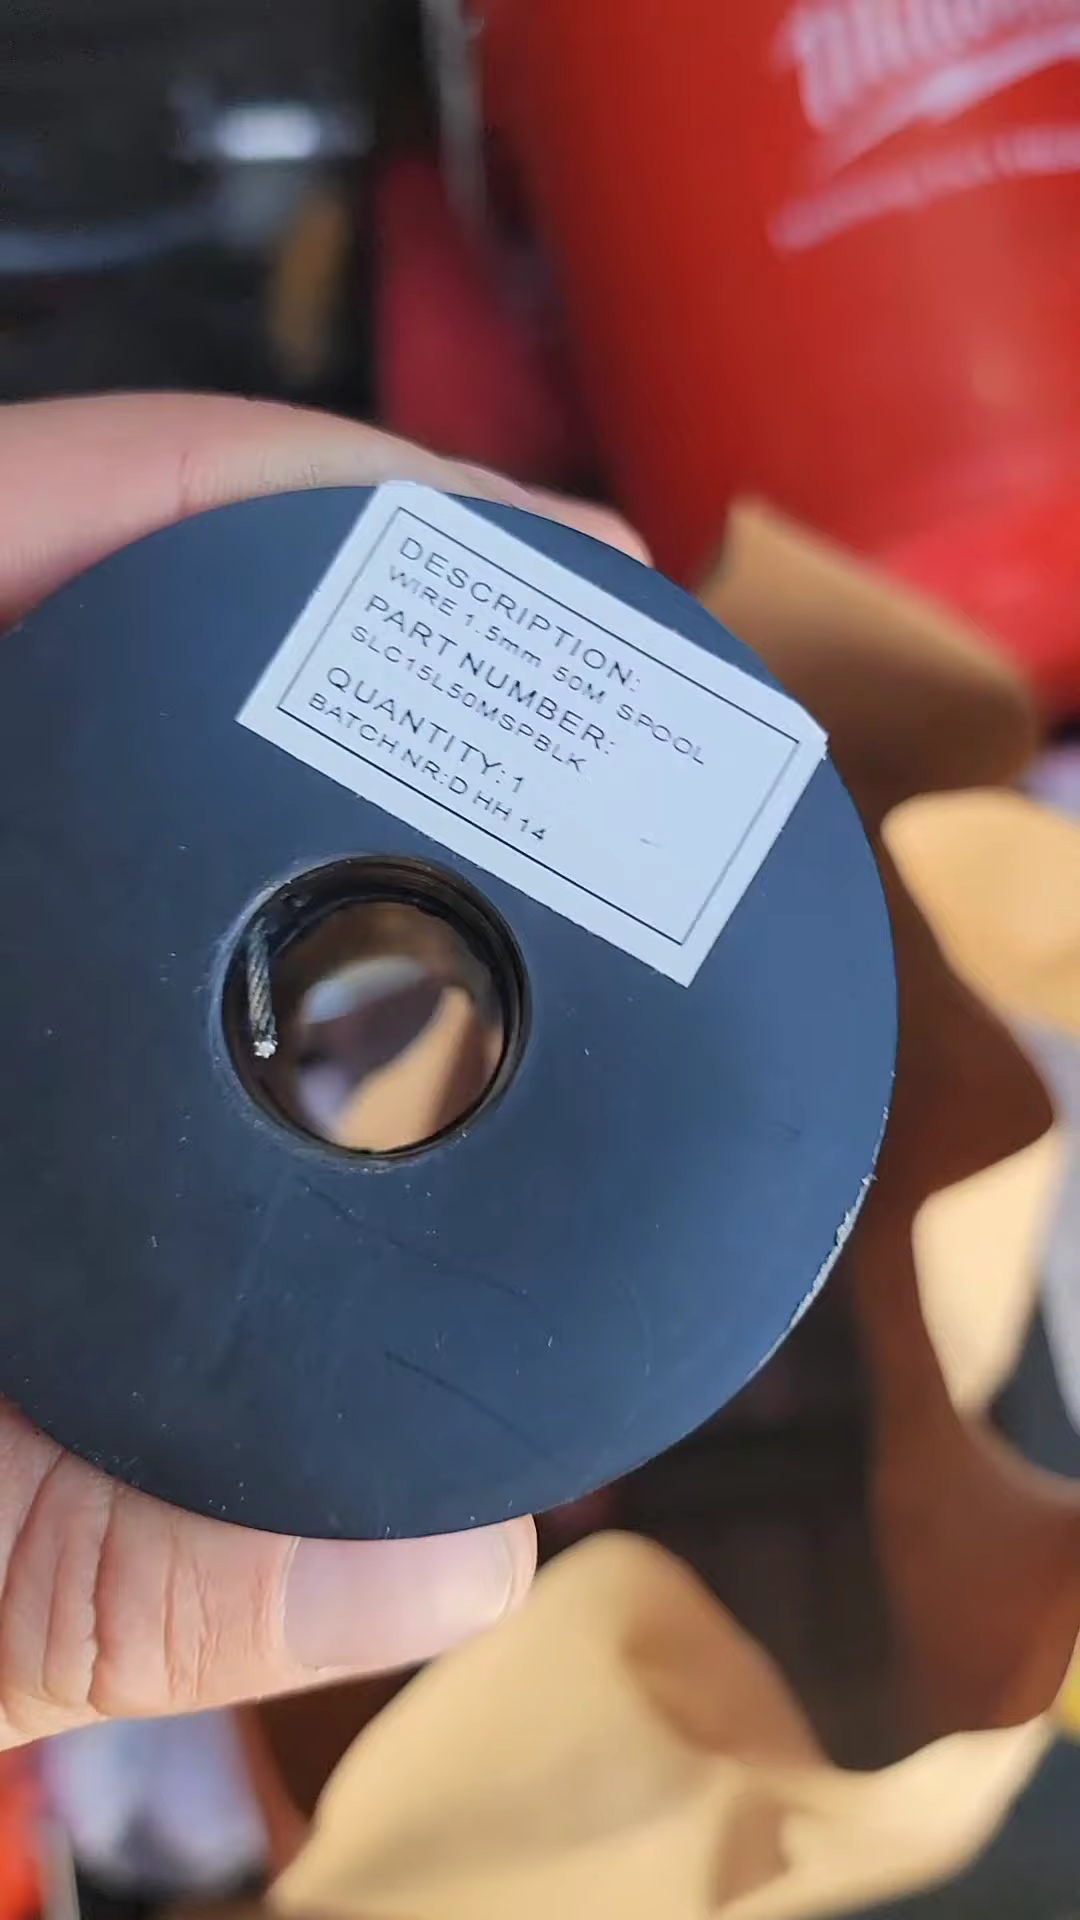 DESCRIPTION:
WIRE 1.5mm 50M SPOOL
PART NUMBER:
SLC15L50MSPBLK
QUANTITY: 1
BATCH NR:D HH 14